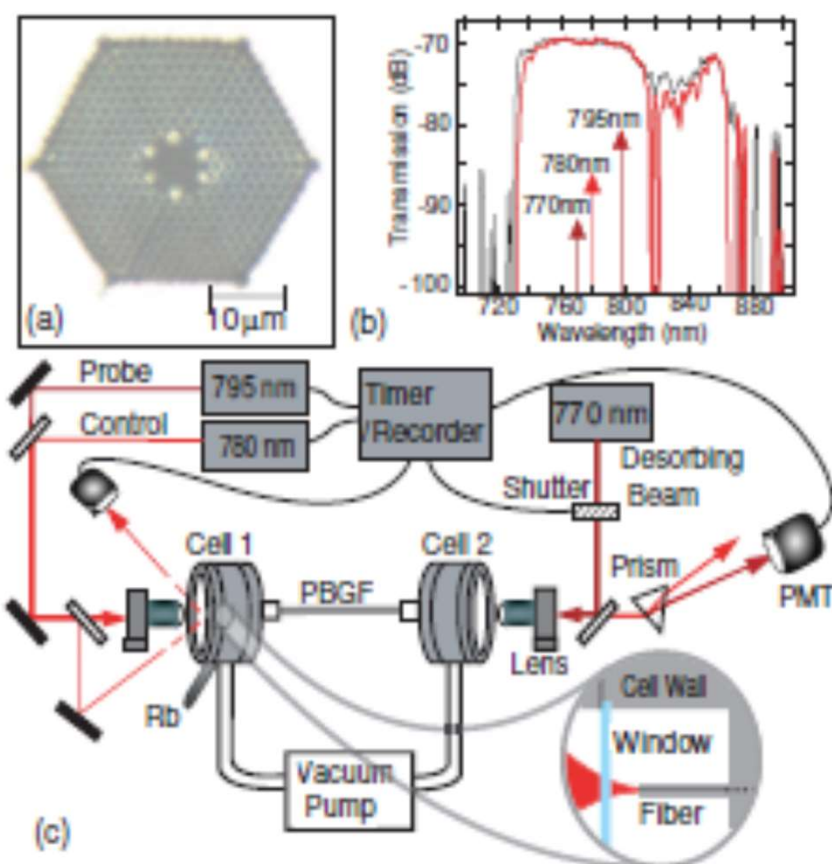 (a)
10μm
(b)
Transmission (dB)
-70
-80
-90
-100
795nm
780nm
770nm
720 760 800 840 880
Wavelength (nm)
Probe
795 nm
Control
780 nm
Timer
/Recorder
770 nm
Desorbing
Beam
Shutter
Cell 1
Cell 2
PBGF
Prism
PMT
Lens
Rb
Vacuum
Pump
Cell Wall
Window
Fiber
(c)